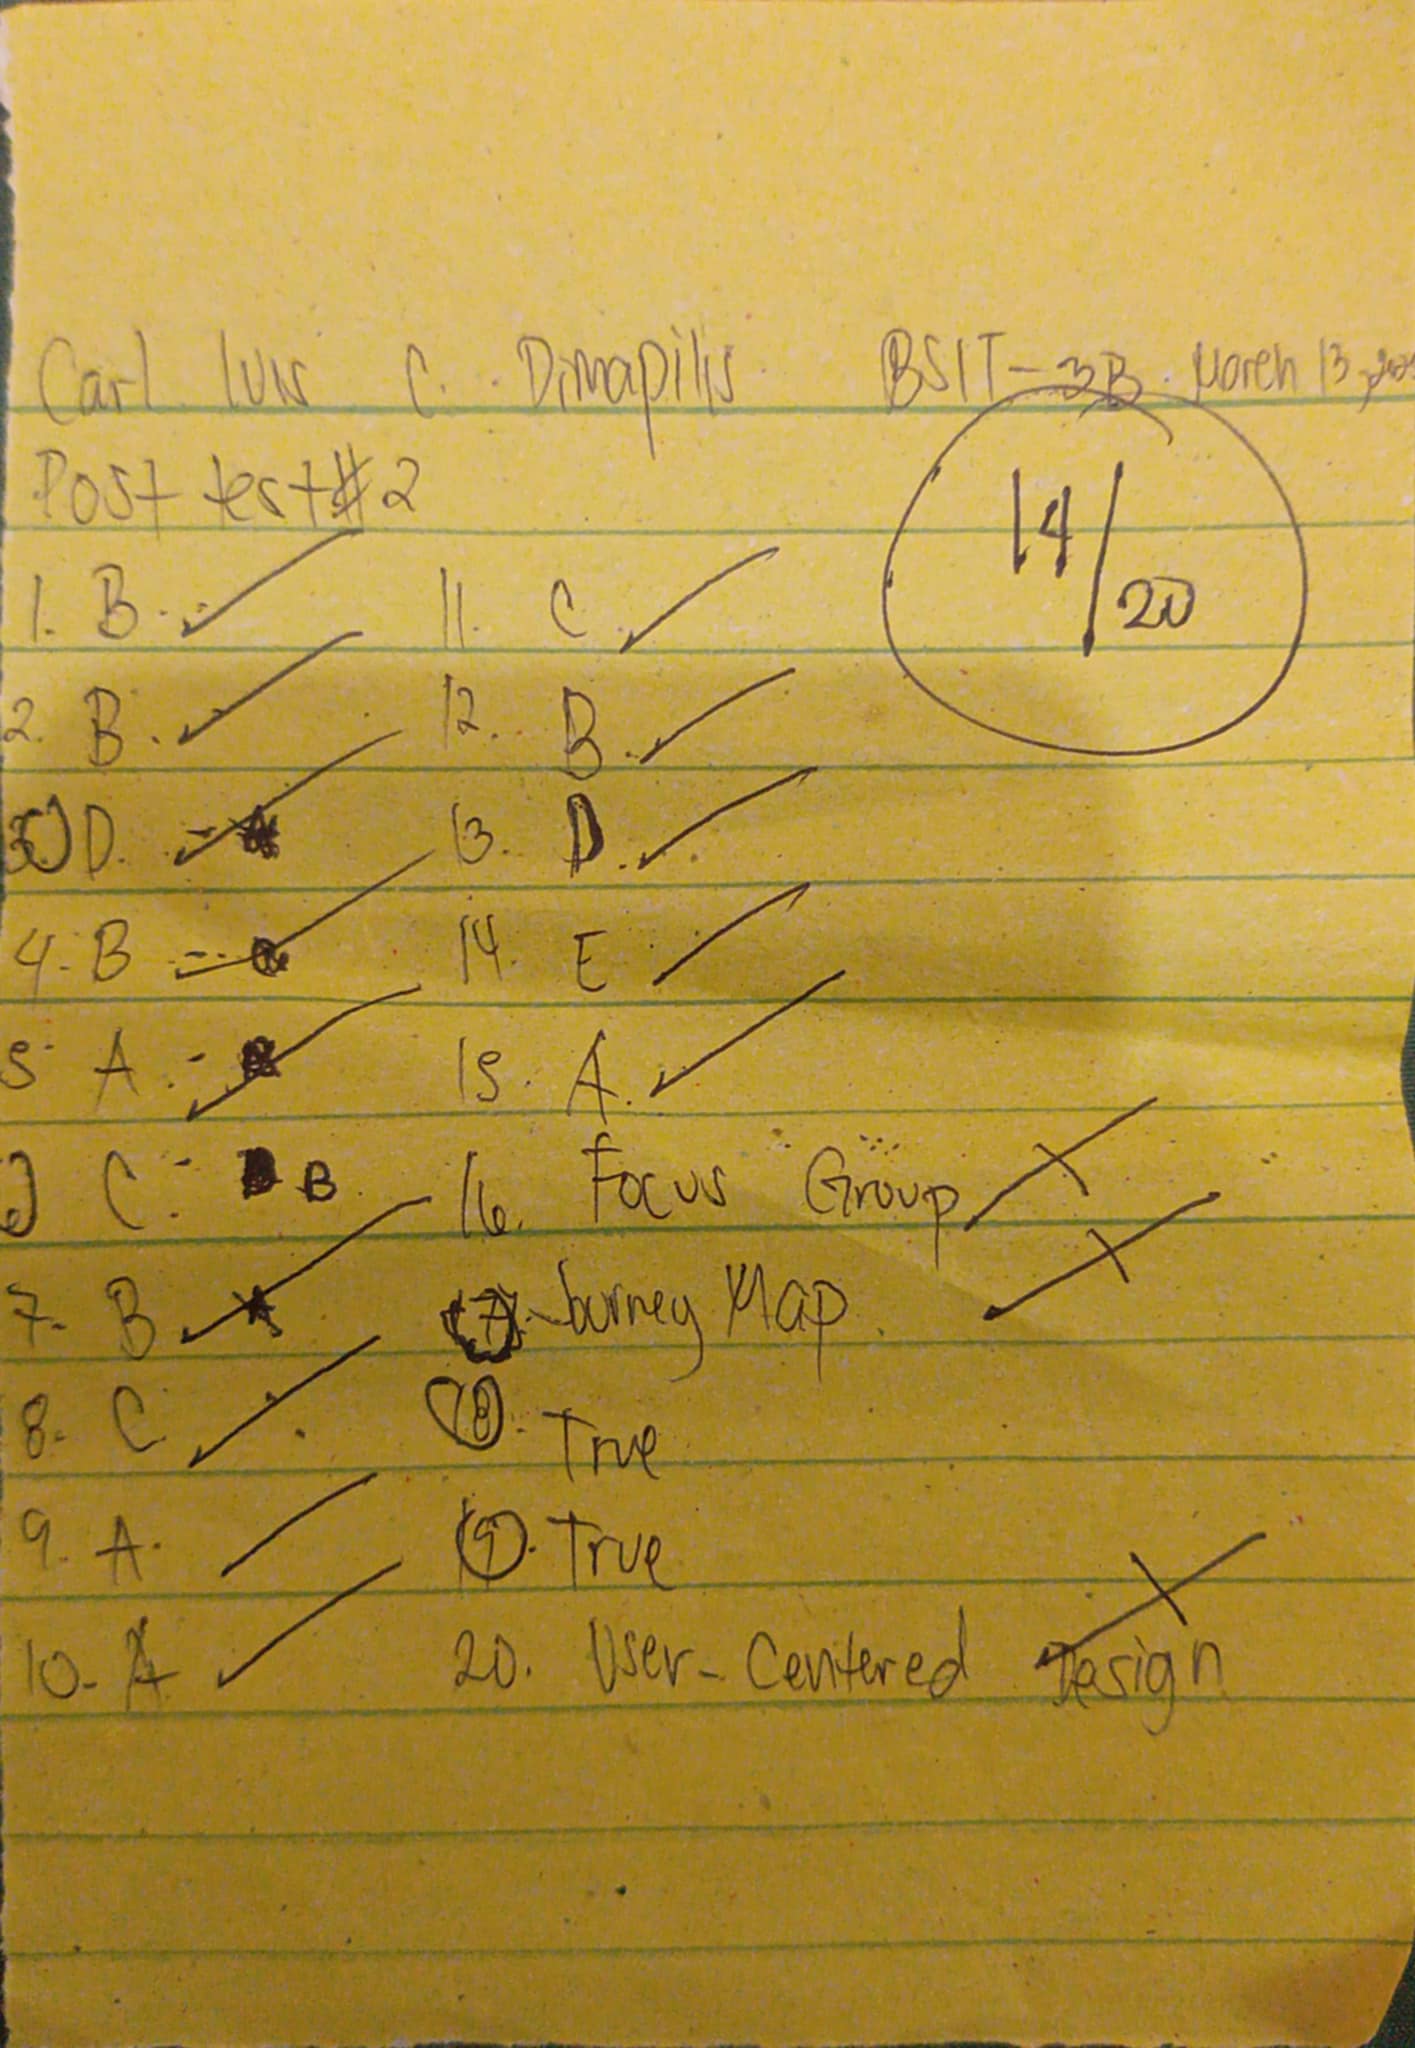 Carl Luis C. Dimapilis BSIT-3B March 13,
Post test #2
14/20
1. B.
2. B.
3. D.
4. B
5. A.
6 C. B
7. B
8. C
9. A.
10. A
11. C.
12. B.
13. D.
14. E
15. A.
16. Focus Group
17. Journey Map.
18. True
19. True
20. User-Centered Design